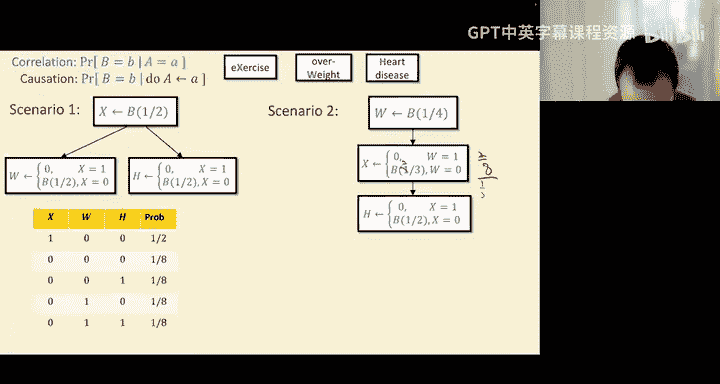 GPT中英字幕课程资源
Correlation: Pr[ B = b | A = a ]
Causation: Pr[ B = b | do A ← a ]
eXercise
over-
Weight
Heart
disease
Scenario 1:
X ← B(1/2)
W ← { 0, X = 1
B(1/2), X = 0
H ← { 0, X = 1
B(1/2), X = 0
X W H Prob
1 0 0 1/2
0 0 0 1/8
0 0 1 1/8
0 1 0 1/8
0 1 1 1/8
Scenario 2:
W ← B(1/4)
X ← { 0, W = 1
B(1/3), W = 0
H ← { 0, X = 1
B(1/2), X = 0